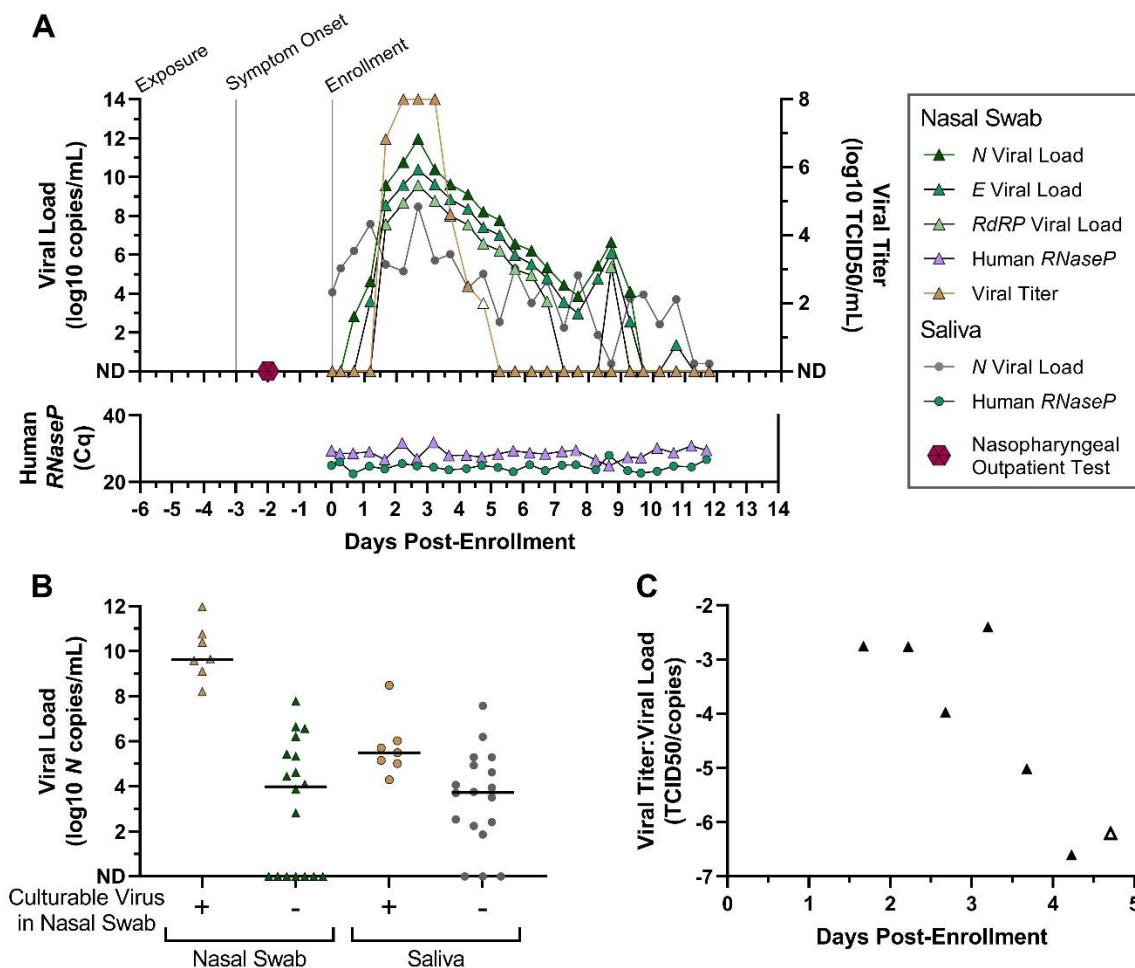 A
Exposure
Symptom Onset
Enrollment
Viral Load
(log10 copies/mL)
14
12
10
8
6
4
2
ND
8
6
4
2
ND
Viral Titer
(log10 TCID50/mL)
Human
RNaseP
(Cq)
40
20
-6 -5 -4 -3 -2 -1 0 1 2 3 4 5 6 7 8 9 10 11 12 13 14
Days Post-Enrollment
Nasal Swab
N Viral Load
E Viral Load
RdRP Viral Load
Human RNaseP
Viral Titer
Saliva
N Viral Load
Human RNaseP
Nasopharyngeal
Outpatient Test
B
Viral Load
(log10 N copies/mL)
12
10
8
6
4
2
ND
Culturable Virus
in Nasal Swab
+ - + -
Nasal Swab Saliva
C
Viral Titer:Viral Load
(TCID50/copies)
-2
-3
-4
-5
-6
-7
0 1 2 3 4 5
Days Post-Enrollment